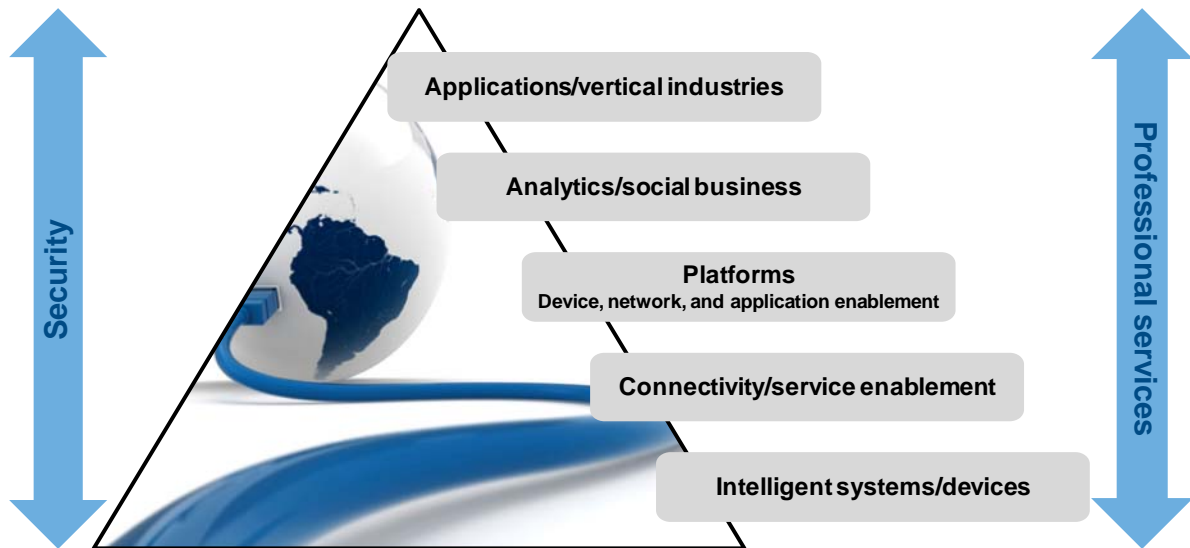 Applications/vertical industries
Analytics/social business
Platforms
Device, network, and application enablement
Connectivity/service enablement
Intelligent systems/devices
Security
Professional services